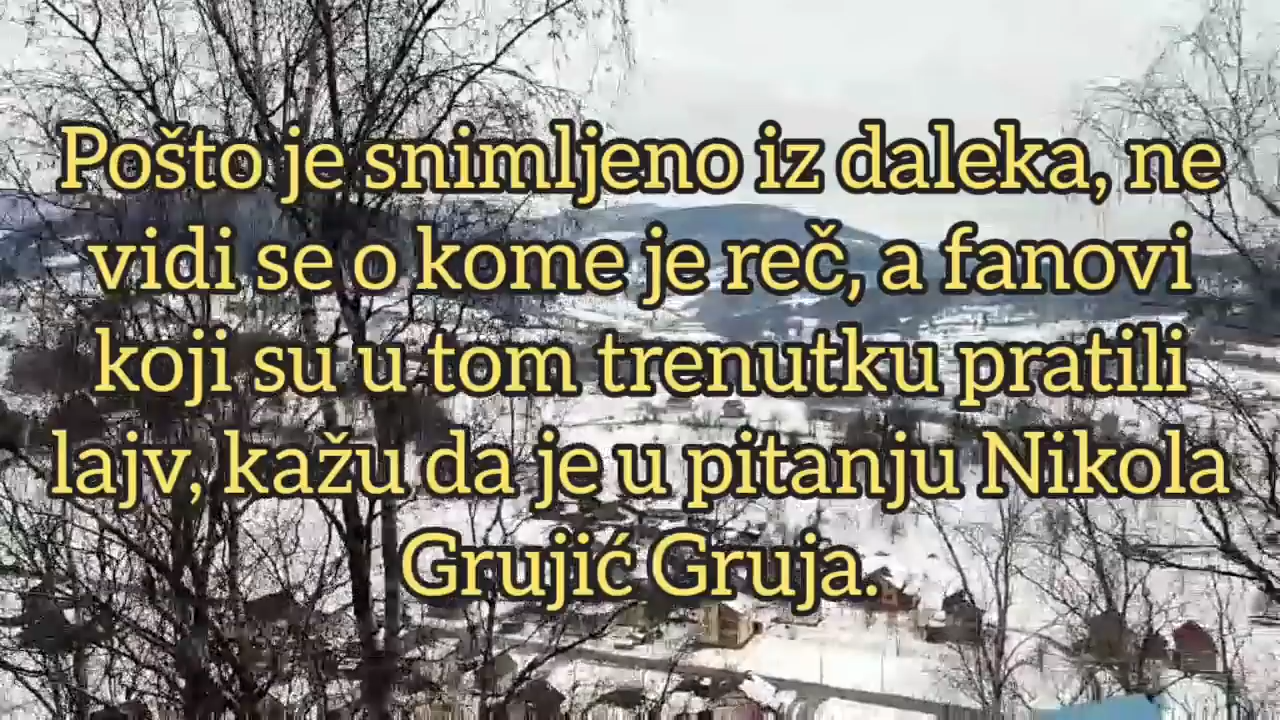 Pošto je snimljeno iz daleka, ne
vidi se o kome je reč, a fanovi
koji su u tom trenutku pratili
lajv, kažu da je u pitanju Nikola
Grujić Gruja.